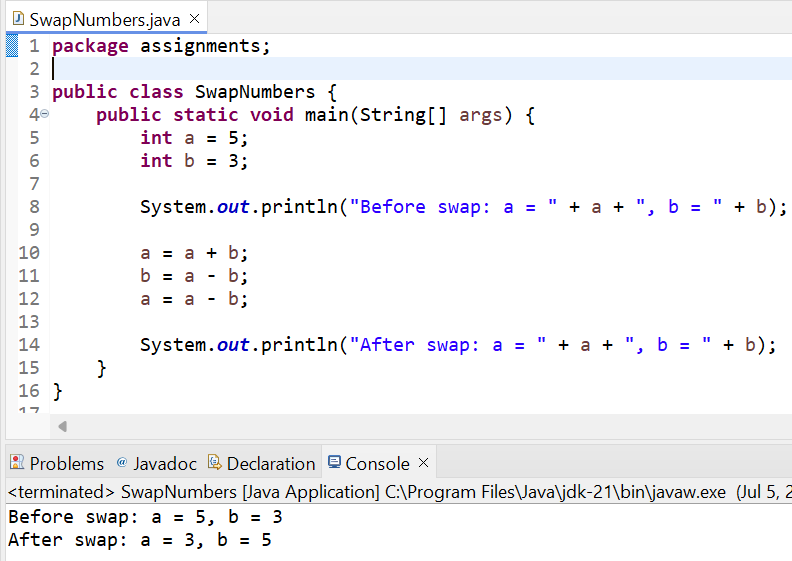 SwapNumbers.java
1 package assignments;
2
3 public class SwapNumbers {
4 public static void main(String[] args) {
5 int a = 5;
6 int b = 3;
7
8 System.out.println("Before swap: a = " + a + ", b = " + b);
9
10 a = a + b;
11 b = a - b;
12 a = a - b;
13
14 System.out.println("After swap: a = " + a + ", b = " + b);
15 }
16 }
17
Problems @ Javadoc Declaration Console
<terminated> SwapNumbers [Java Application] C:\Program Files\Java\jdk-21\bin\javaw.exe (Jul 5, 2
Before swap: a = 5, b = 3
After swap: a = 3, b = 5